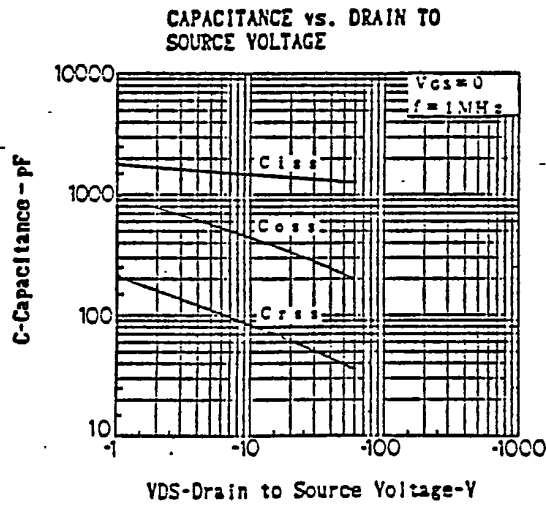 CAPACITANCE vs. DRAIN TO
SOURCE VOLTAGE
10000
VGS=0
f=1MHz
Ciss
1000
Coss
Crss
100
10
-1
-10
-100
-1000
C-Capacitance-pF
VDS-Drain to Source Voltage-V